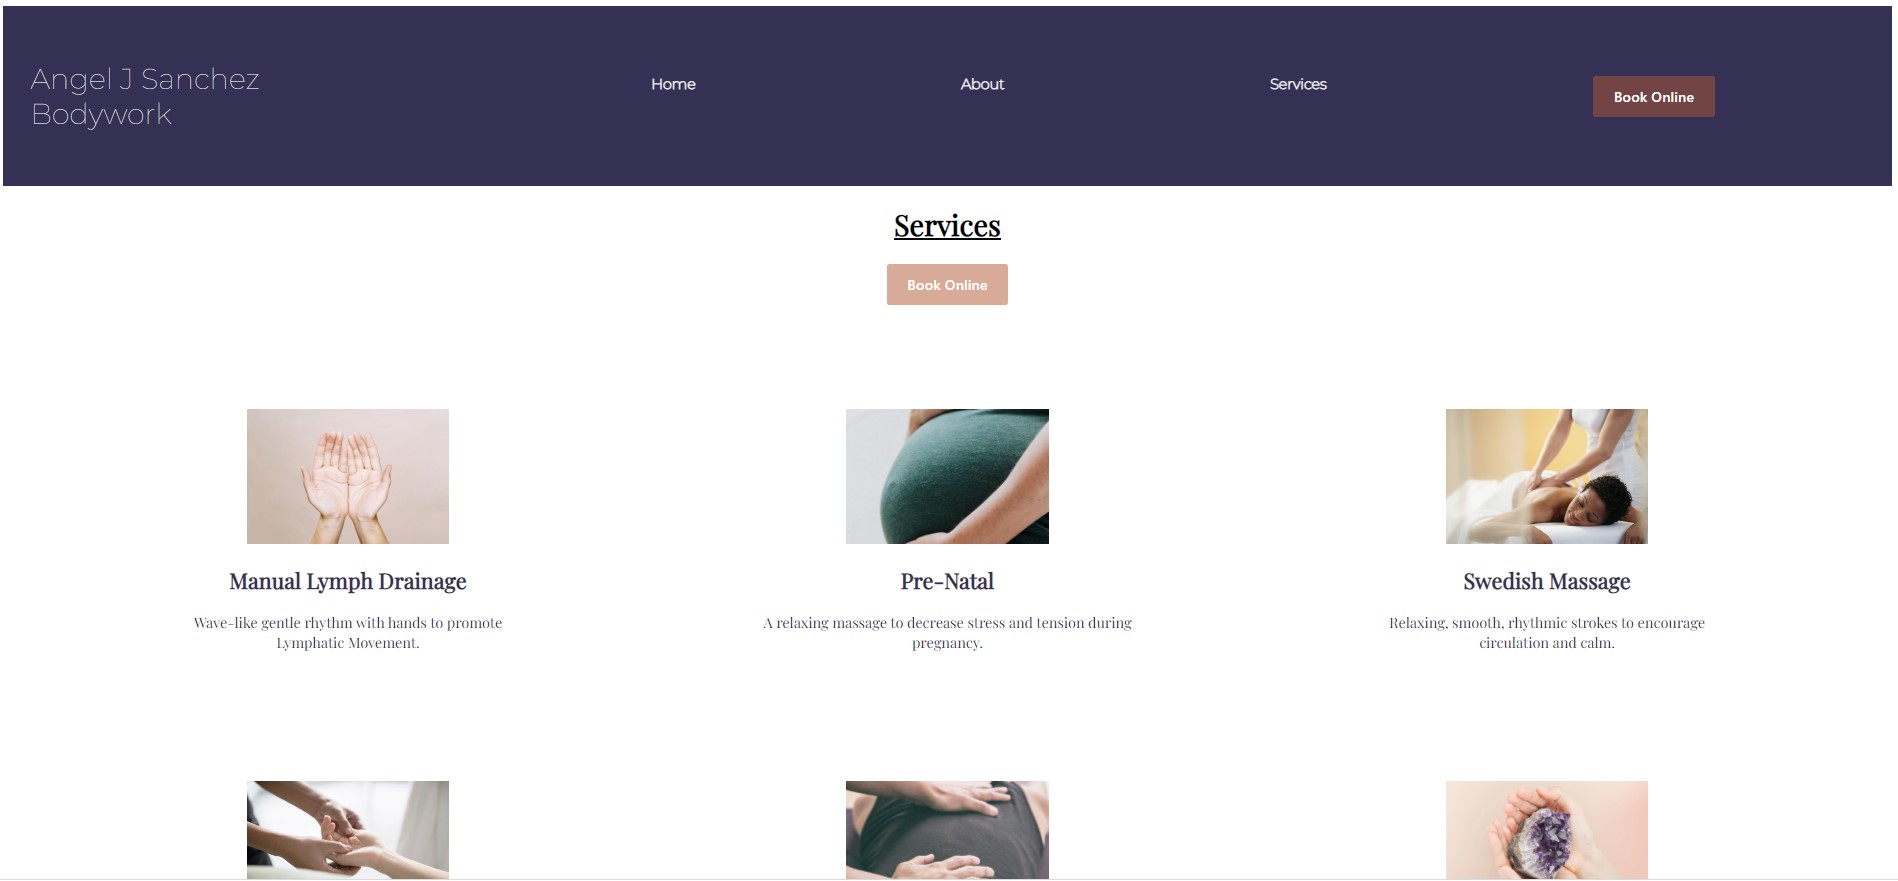 Angel J Sanchez
Bodywork
Home
About
Services
Book Online
Services
Book Online
Manual Lymph Drainage
Wave-like gentle rhythm with hands to promote
Lymphatic Movement.
Pre-Natal
A relaxing massage to decrease stress and tension during
pregnancy.
Swedish Massage
Relaxing, smooth, rhythmic strokes to encourage
circulation and calm.